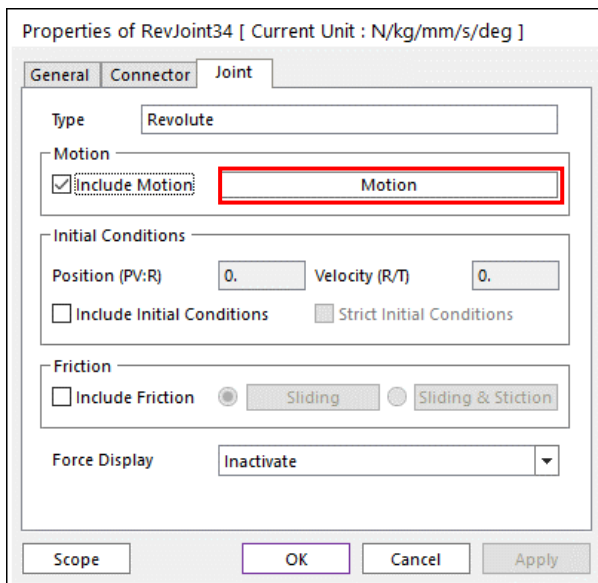 Properties of RevJoint34 [ Current Unit : N/kg/mm/s/deg ]
General Connector Joint
Type Revolute
Motion
Include Motion Motion
Initial Conditions
Position (PV:R) 0. Velocity (R/T) 0.
Include Initial Conditions Strict Initial Conditions
Friction
Include Friction Sliding Sliding & Stiction
Force Display Inactivate
Scope OK Cancel Apply